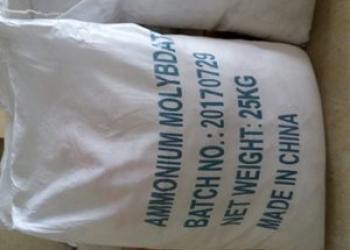 AMMONIUM MOLYBDAT
BATCH NO.: 20170729
NET WEIGHT: 25KG
MADE IN CHINA